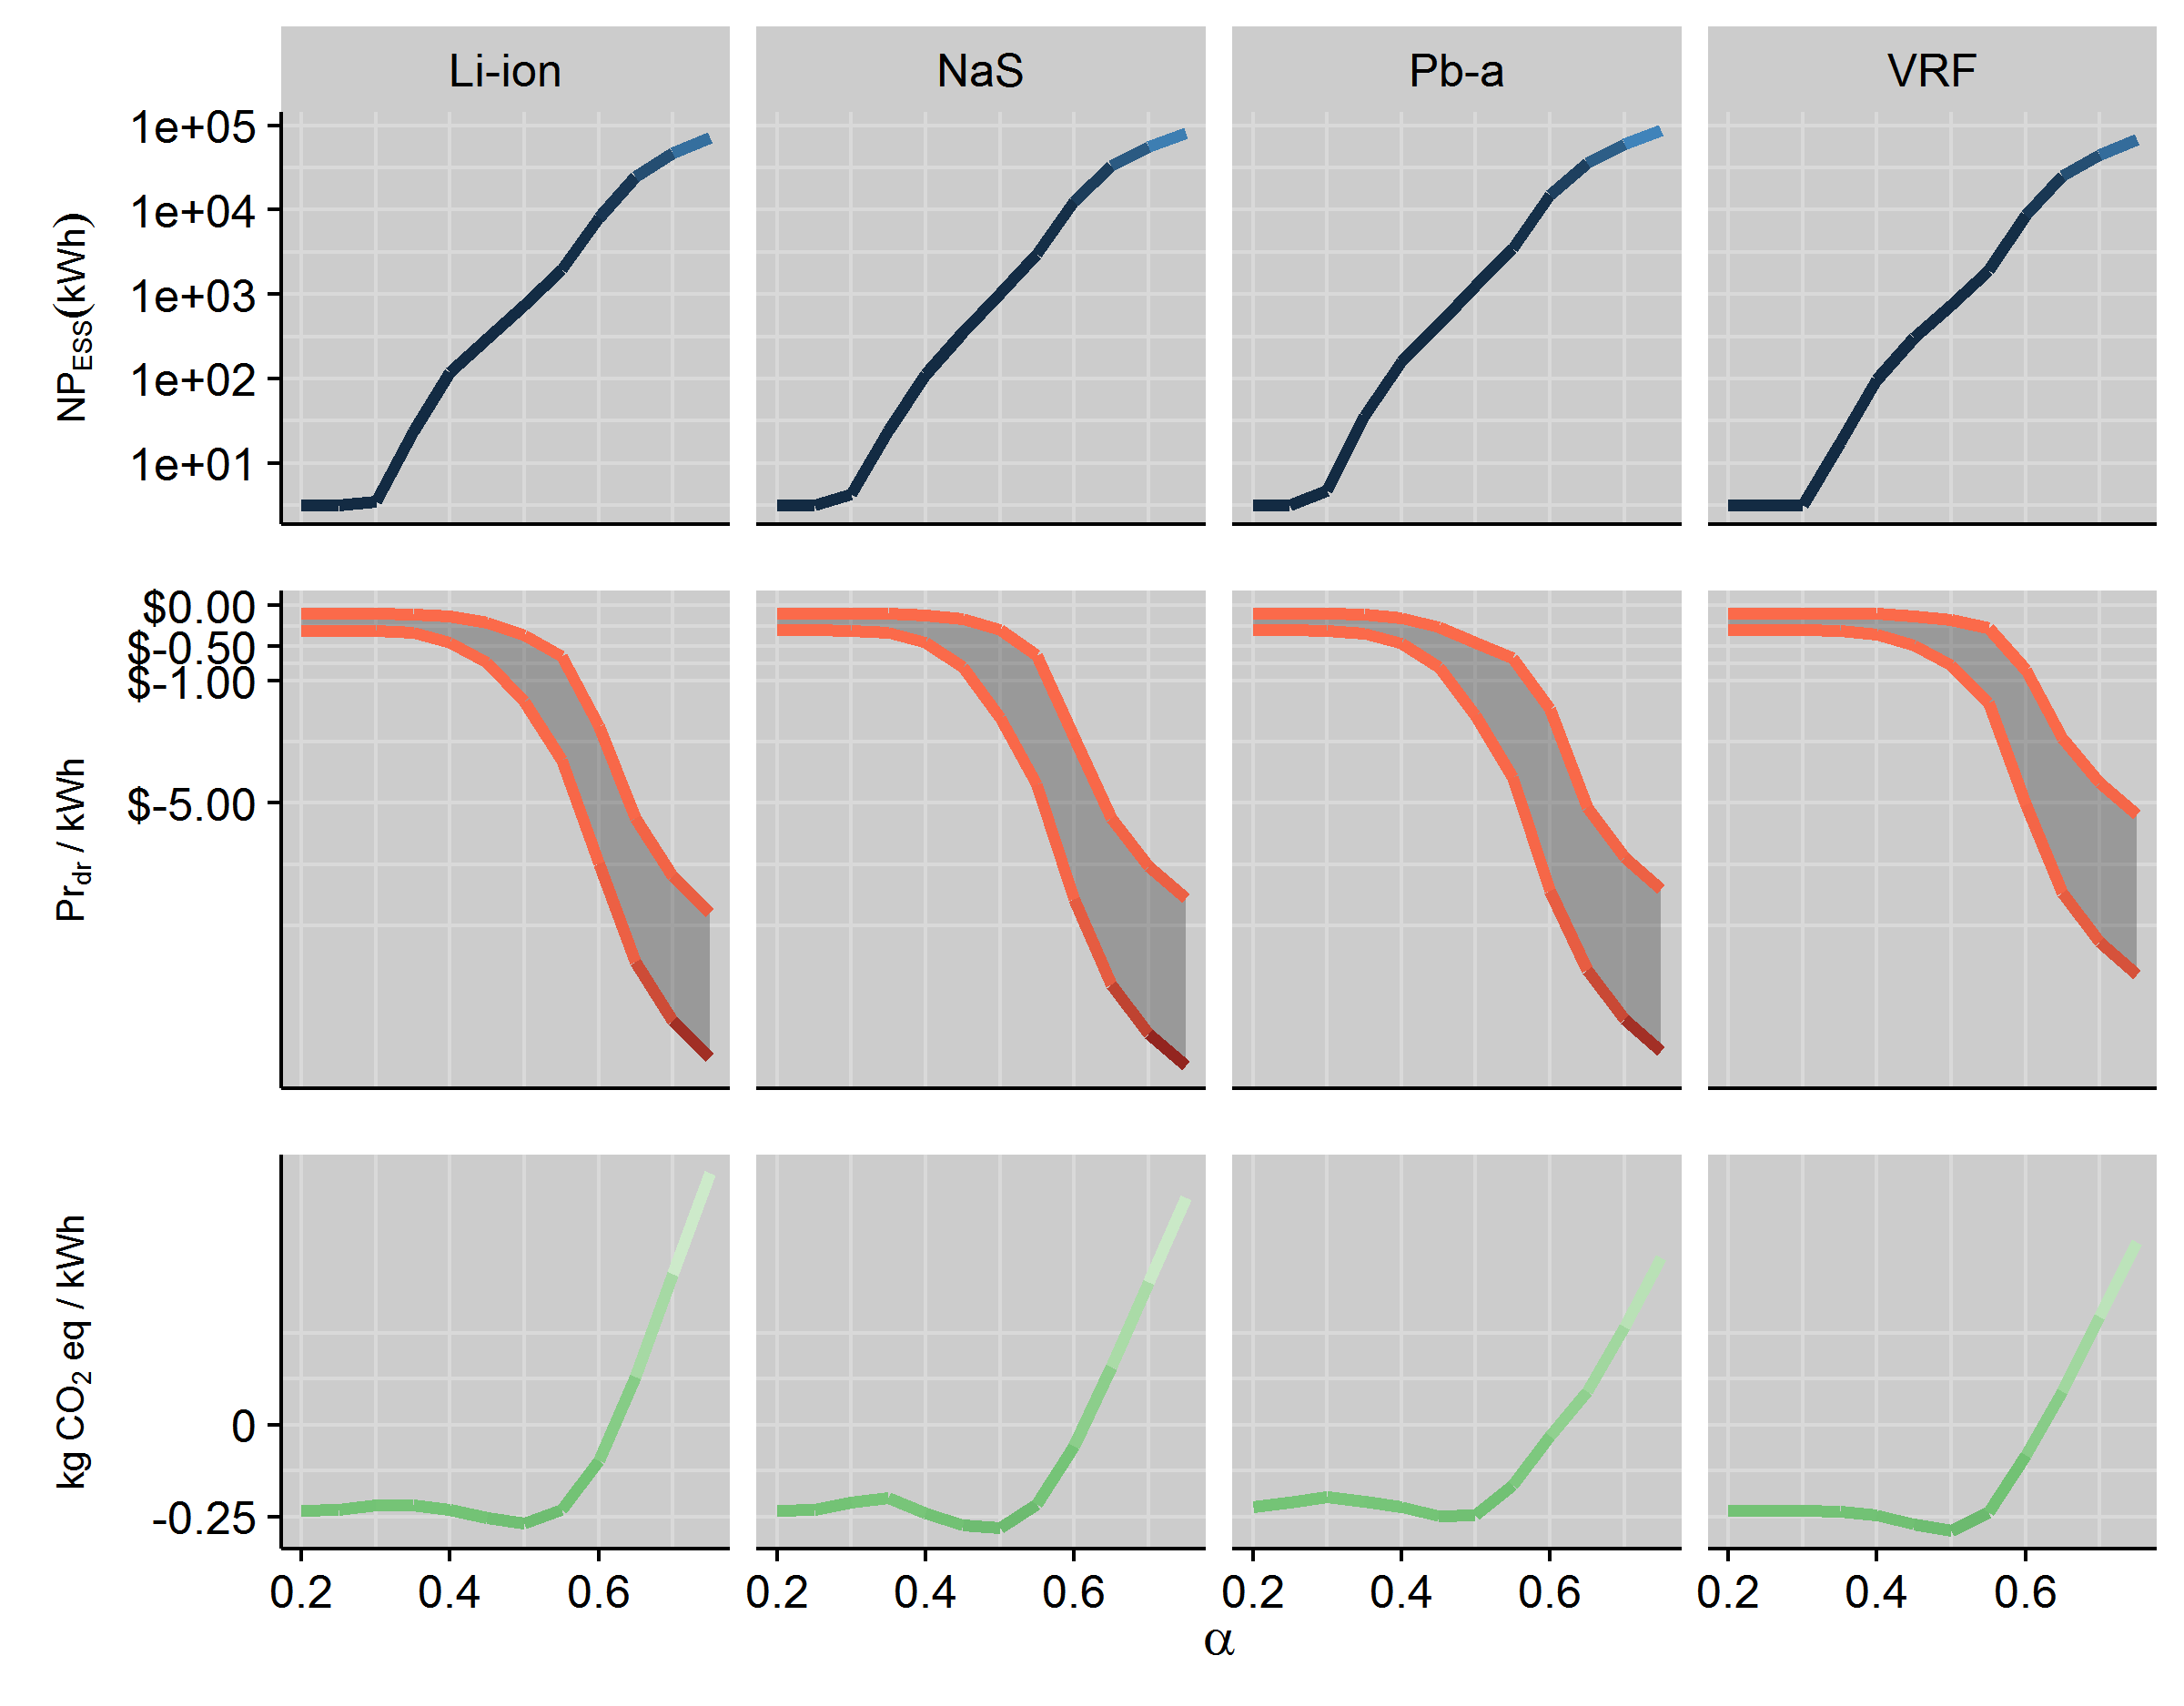 Li-ion NaS Pb-a VRF
1e+05
1e+04
1e+03
1e+02
1e+01
NP_ESS(kWh)
$0.00
$-0.50
$-1.00
$-5.00
Pr_dr / kWh
0
-0.25
kg CO₂ eq / kWh
0.2 0.4 0.6 0.2 0.4 0.6 0.2 0.4 0.6 0.2 0.4 0.6
α